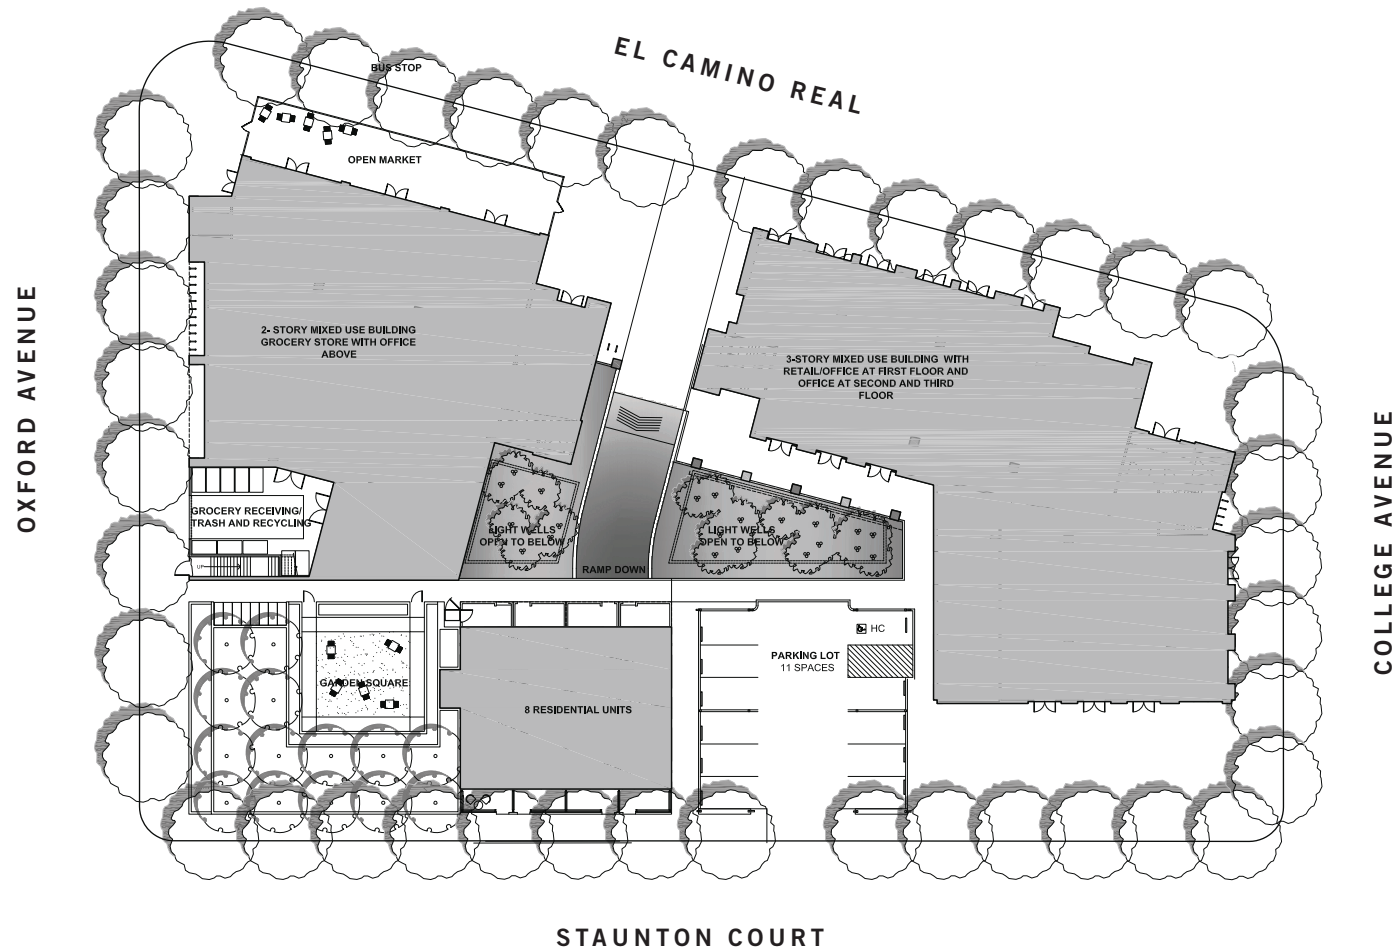 EL CAMINO REAL
BUS STOP
OPEN MARKET
OXFORD AVENUE
2- STORY MIXED USE BUILDING
GROCERY STORE WITH OFFICE
ABOVE
3-STORY MIXED USE BUILDING WITH
RETAIL/OFFICE AT FIRST FLOOR AND
OFFICE AT SECOND AND THIRD
FLOOR
COLLEGE AVENUE
GROCERY RECEIVING/
TRASH AND RECYCLING
LIGHT WELLS
OPEN TO BELOW
LIGHT WELLS
OPEN TO BELOW
UP
RAMP DOWN
HC
PARKING LOT
11 SPACES
GARDEN SQUARE
8 RESIDENTIAL UNITS
STAUNTON COURT